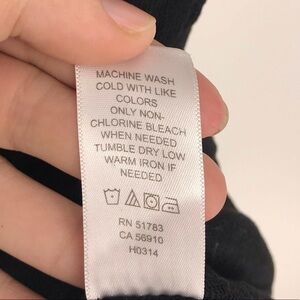 MACHINE WASH
COLD WITH LIKE
COLORS
ONLY NON-
CHLORINE BLEACH
WHEN NEEDED
TUMBLE DRY LOW
WARM IRON IF
NEEDED
RN 51783
CA 56910
H0314